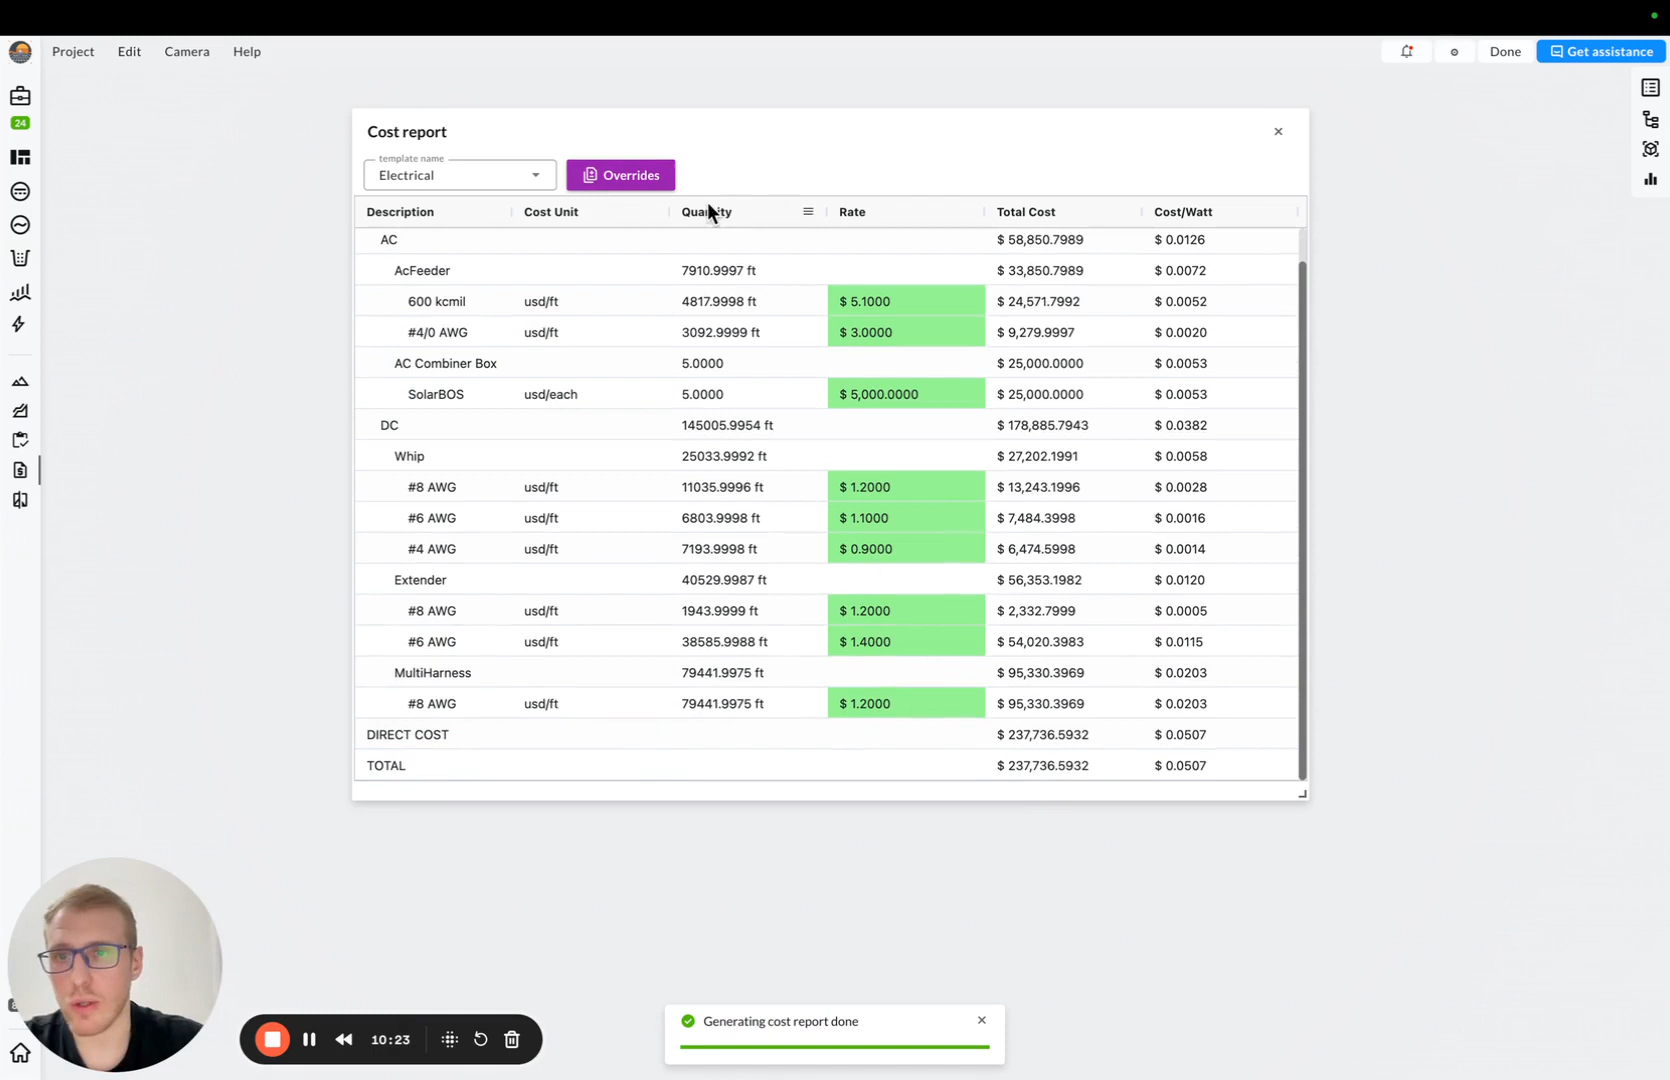 Project Edit Camera Help Done Get assistance
24
Cost report
template name
Electrical Overrides
Description Cost Unit Quantity Rate Total Cost Cost/Watt
AC $ 58,850.7989 $ 0.0126
AcFeeder 7910.9997 ft $ 33,850.7989 $ 0.0072
600 kcmil usd/ft 4817.9998 ft $ 5.1000 $ 24,571.7992 $ 0.0052
#4/0 AWG usd/ft 3092.9999 ft $ 3.0000 $ 9,279.9997 $ 0.0020
AC Combiner Box 5.0000 $ 25,000.0000 $ 0.0053
SolarBOS usd/each 5.0000 $ 5,000.0000 $ 25,000.0000 $ 0.0053
DC 145005.9954 ft $ 178,885.7943 $ 0.0382
Whip 25033.9992 ft $ 27,202.1991 $ 0.0058
#8 AWG usd/ft 11035.9996 ft $ 1.2000 $ 13,243.1996 $ 0.0028
#6 AWG usd/ft 6803.9998 ft $ 1.1000 $ 7,484.3998 $ 0.0016
#4 AWG usd/ft 7193.9998 ft $ 0.9000 $ 6,474.5998 $ 0.0014
Extender 40529.9987 ft $ 56,353.1982 $ 0.0120
#8 AWG usd/ft 1943.9999 ft $ 1.2000 $ 2,332.7999 $ 0.0005
#6 AWG usd/ft 38585.9988 ft $ 1.4000 $ 54,020.3983 $ 0.0115
MultiHarness 79441.9975 ft $ 95,330.3969 $ 0.0203
#8 AWG usd/ft 79441.9975 ft $ 1.2000 $ 95,330.3969 $ 0.0203
DIRECT COST $ 237,736.5932 $ 0.0507
TOTAL $ 237,736.5932 $ 0.0507
Generating cost report done
10:23